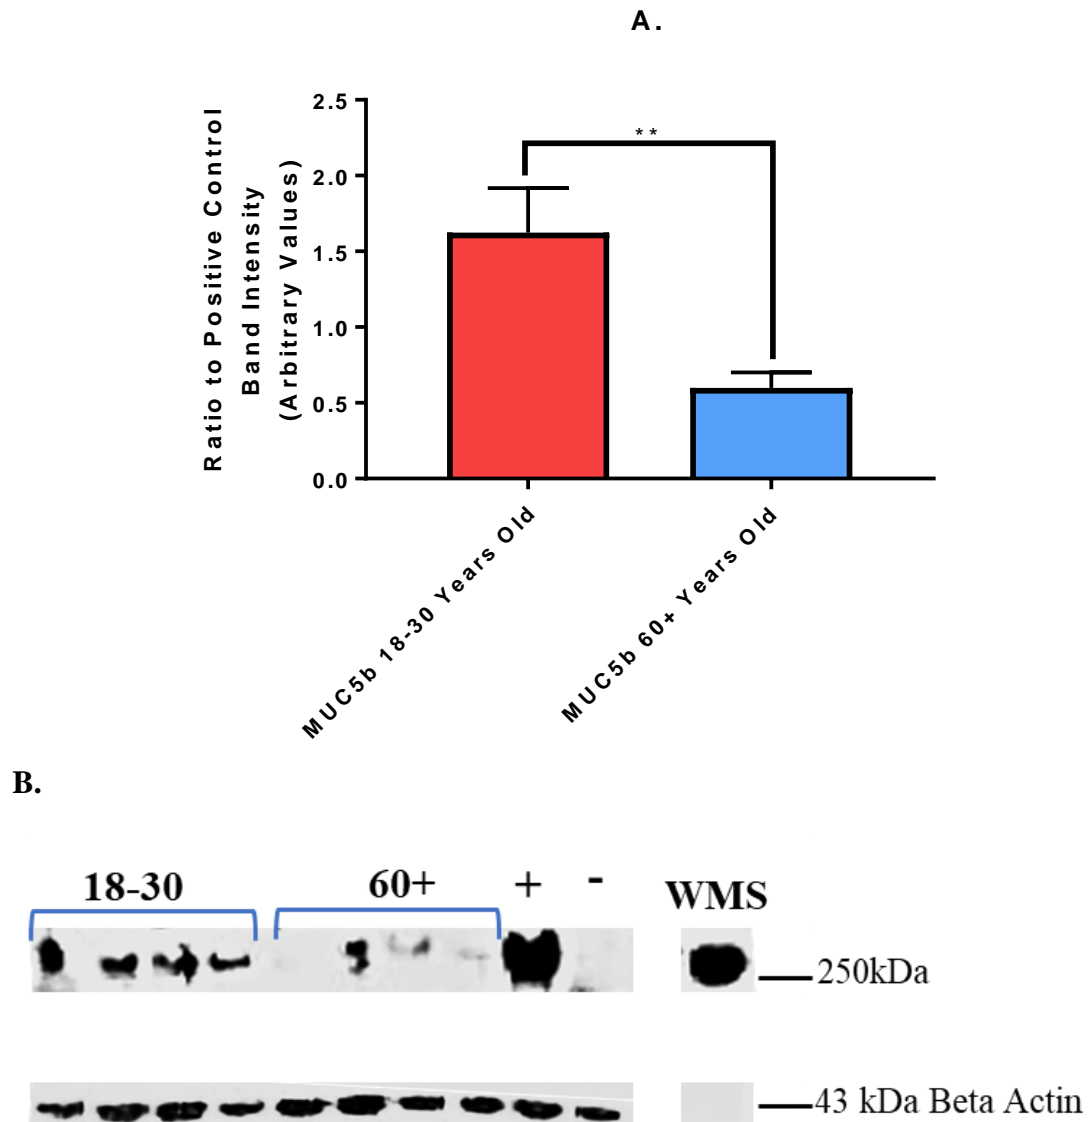 A.
Ratio to Positive Control
Band Intensity
(Arbitrary Values)
2.5
2.0
1.5
1.0
0.5
0.0
**
MUC5b 18-30 Years Old
MUC5b 60+ Years Old
B.
18-30 60+ + - WMS
250kDa
43 kDa Beta Actin